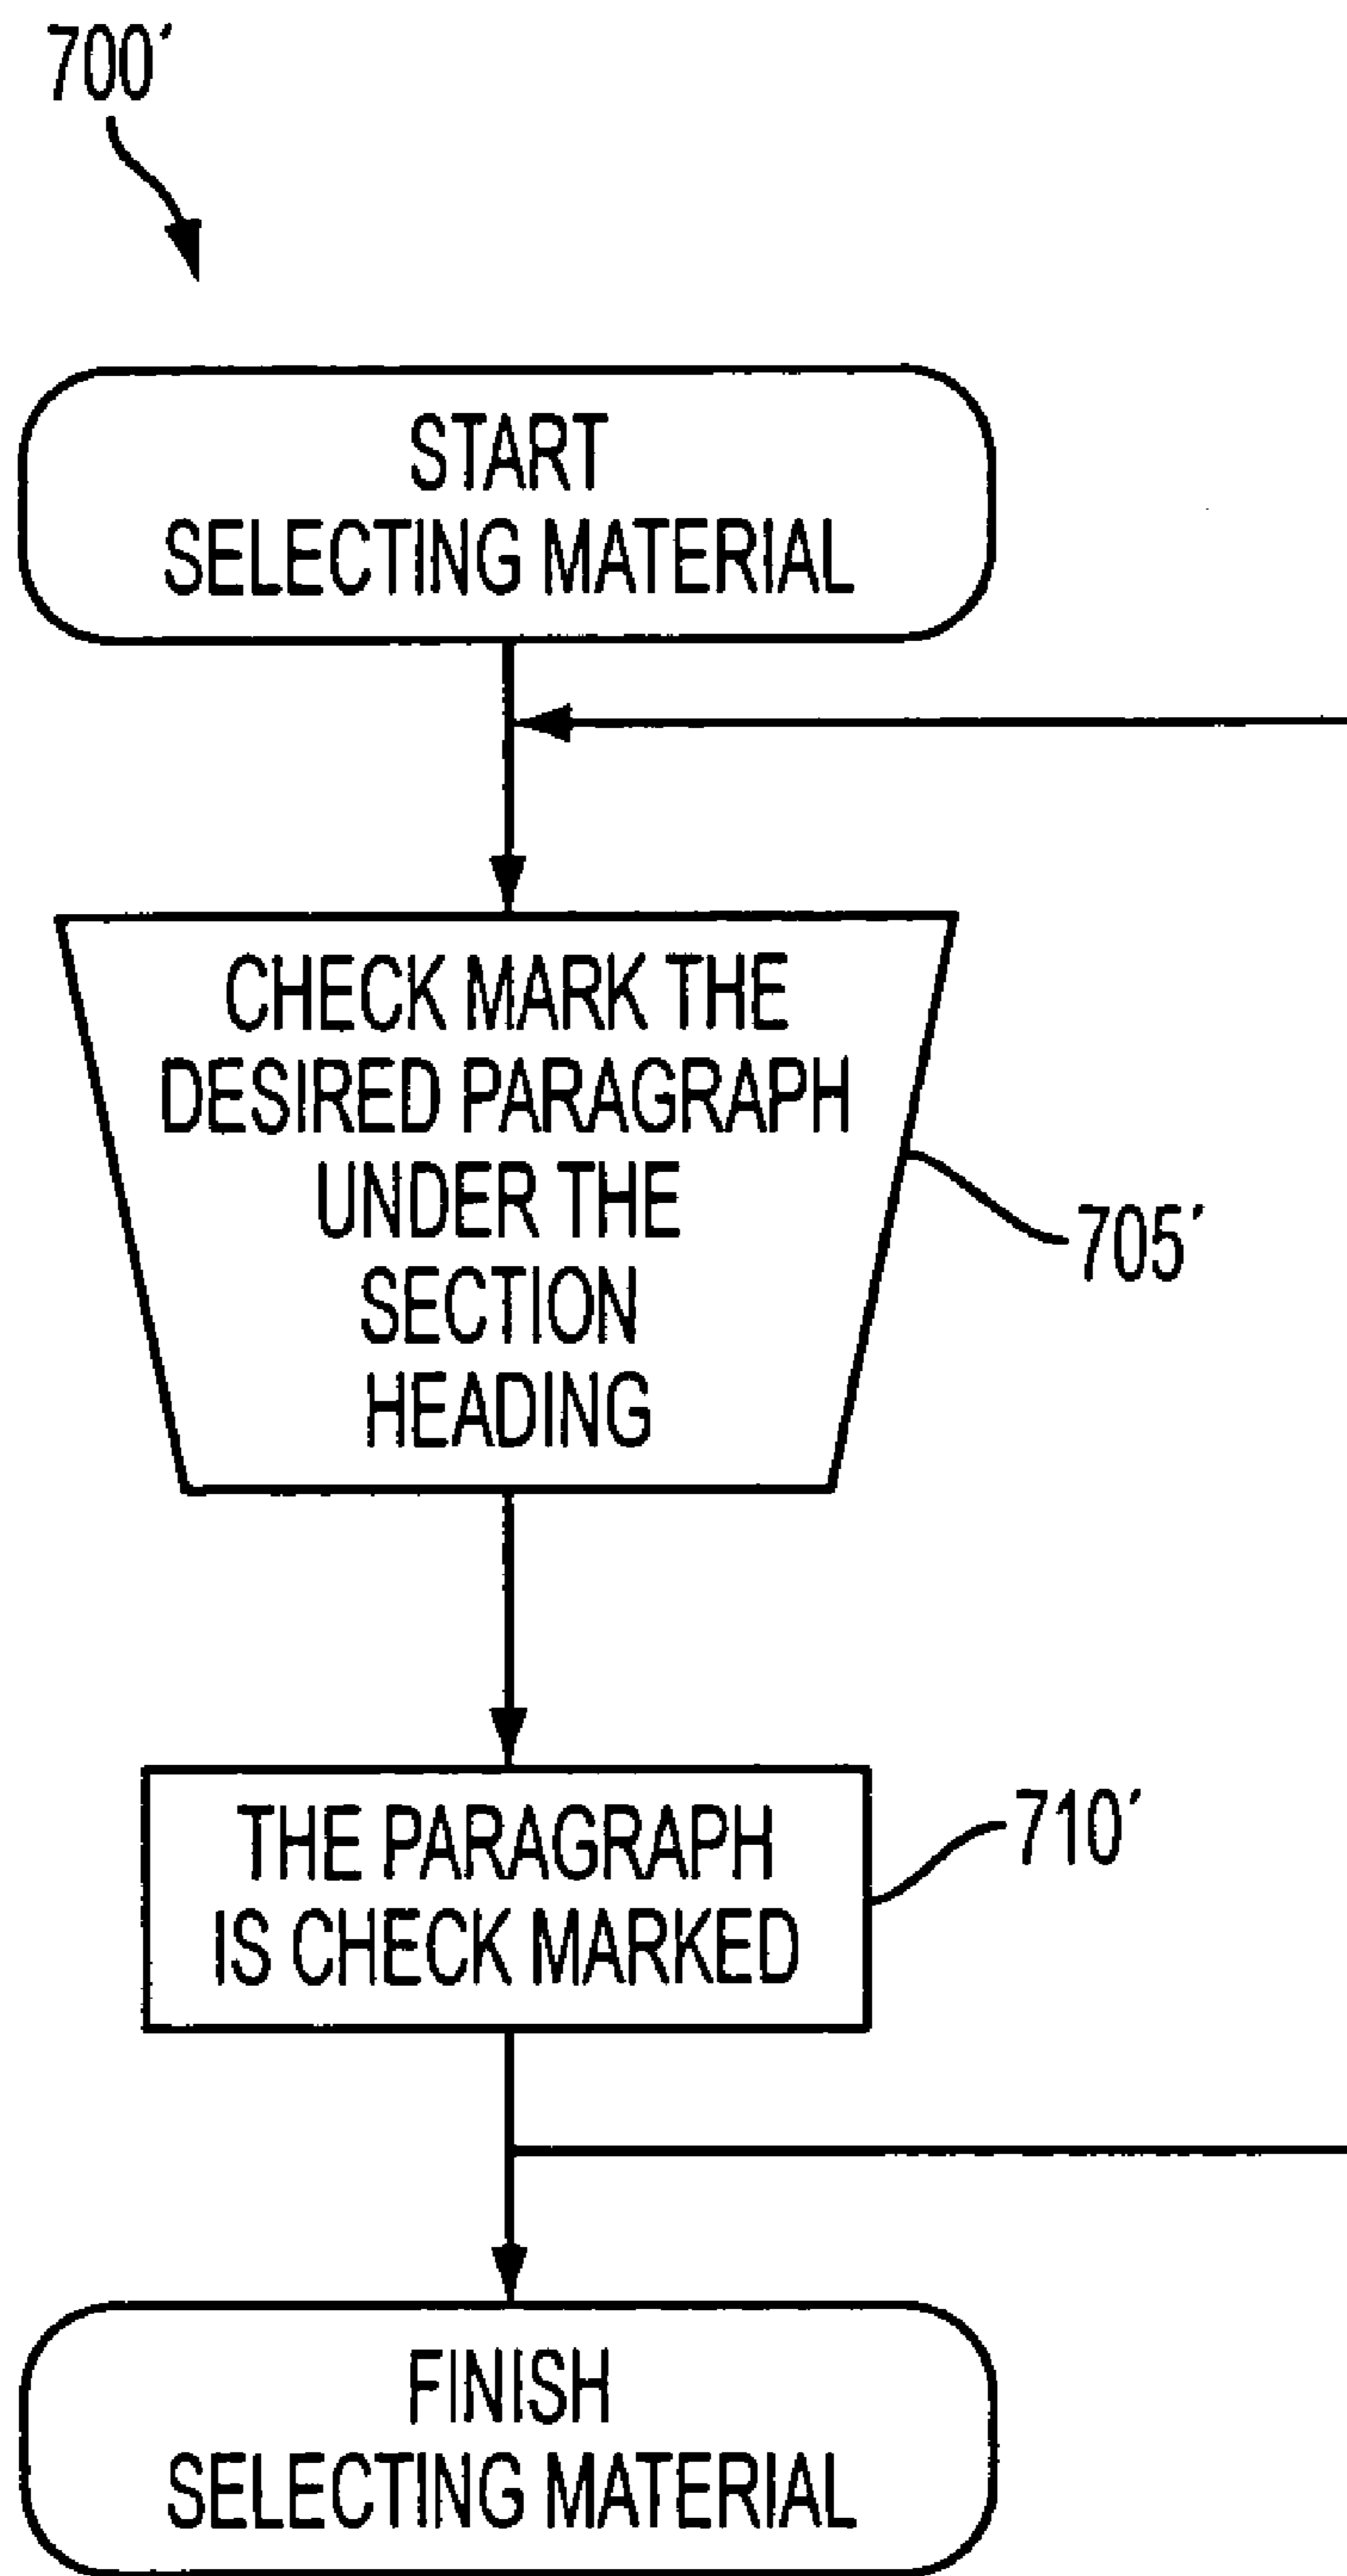 700´
START
SELECTING MATERIAL
CHECK MARK THE
DESIRED PARAGRAPH
UNDER THE
SECTION
HEADING
705´
THE PARAGRAPH
IS CHECK MARKED
710´
FINISH
SELECTING MATERIAL